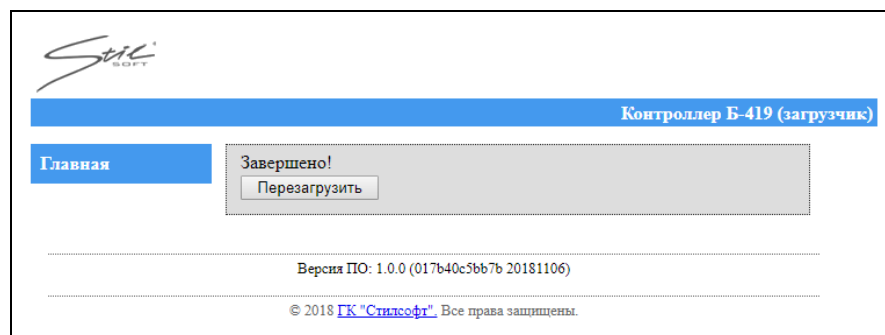 Stil
SOFT
Контроллер Б-419 (загрузчик)
Главная
Завершено!
Перезагрузить
Версия ПО: 1.0.0 (017b40c5bb7b 20181106)
© 2018 ГК "Стилсофт". Все права защищены.